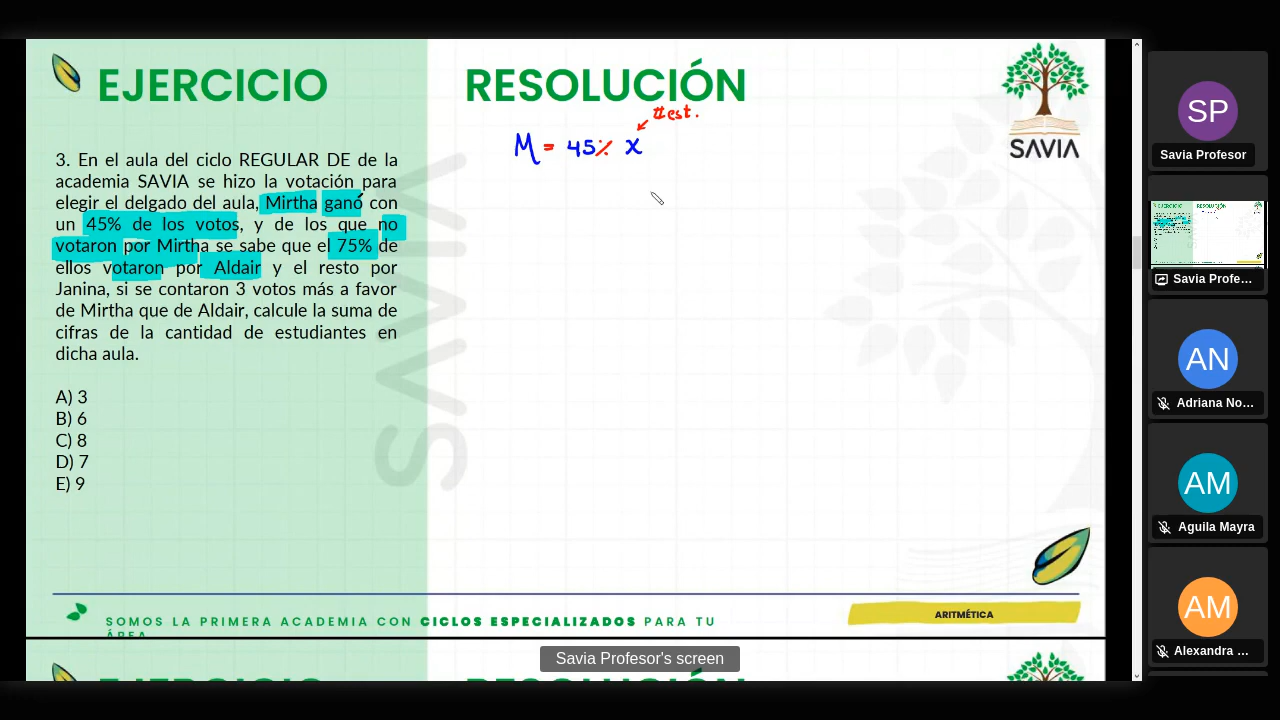 EJERCICIO
RESOLUCIÓN
#est.
M = 45% x
SAVIA
3. En el aula del ciclo REGULAR DE de la
academia SAVIA se hizo la votación para
elegir el delgado del aula, Mirtha ganó con
un 45% de los votos, y de los que no
votaron por Mirtha se sabe que el 75% de
ellos votaron por Aldair y el resto por
Janina, si se contaron 3 votos más a favor
de Mirtha que de Aldair, calcule la suma de
cifras de la cantidad de estudiantes en
dicha aula.
A) 3
B) 6
C) 8
D) 7
E) 9
SAVIA
SOMOS LA PRIMERA ACADEMIA CON CICLOS ESPECIALIZADOS PARA TU
ÁREA
ARITMÉTICA
EJERCICIO
RESOLUCIÓN
Savia Profesor's screen
SP
Savia Profesor
Savia Profe...
AN
Adriana No...
AM
Aguila Mayra
AM
Alexandra ...